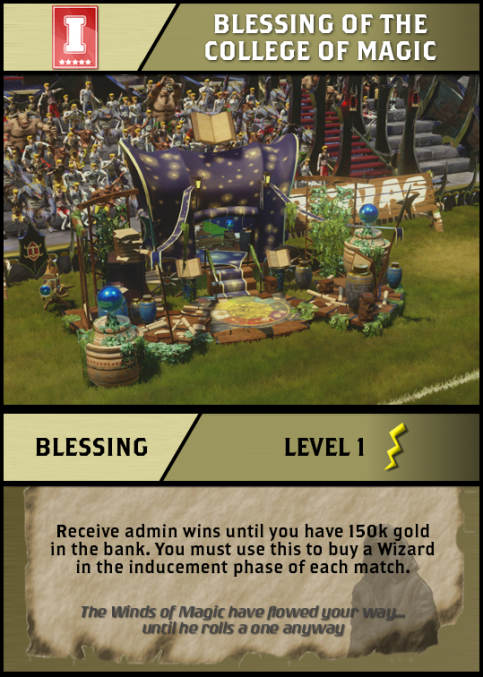 I
BLESSING OF THE
COLLEGE OF MAGIC
BLESSING
LEVEL 1
Receive admin wins until you have 150k gold
in the bank. You must use this to buy a Wizard
in the inducement phase of each match.
The Winds of Magic have flowed your way...
until he rolls a one anyway